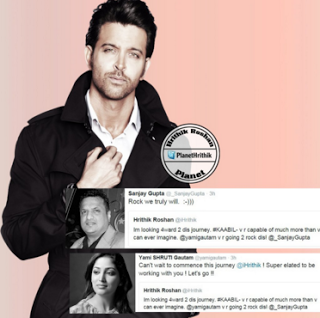 Hrithik Roshan
PlanetHrithik
Planet
Sanjay Gupta @_SanjayGupta · 3h
Rock we truly will. :-)))
Hrithik Roshan @iHrithik
Im looking 4ward 2 dis journey. #KAABIL- v r capable of much more than v
can ever imagine. @yamigautam v r going 2 rock dis! @_SanjayGupta
Yami SHRUTI Gautam @yamigautam · 3h
Can't wait to commence this journey @iHrithik ! Super elated to be
working with you ! Let's go !!
Hrithik Roshan @iHrithik
Im looking 4ward 2 dis journey. #KAABIL- v r capable of much more than v
can ever imagine. @yamigautam v r going 2 rock dis! @_SanjayGupta